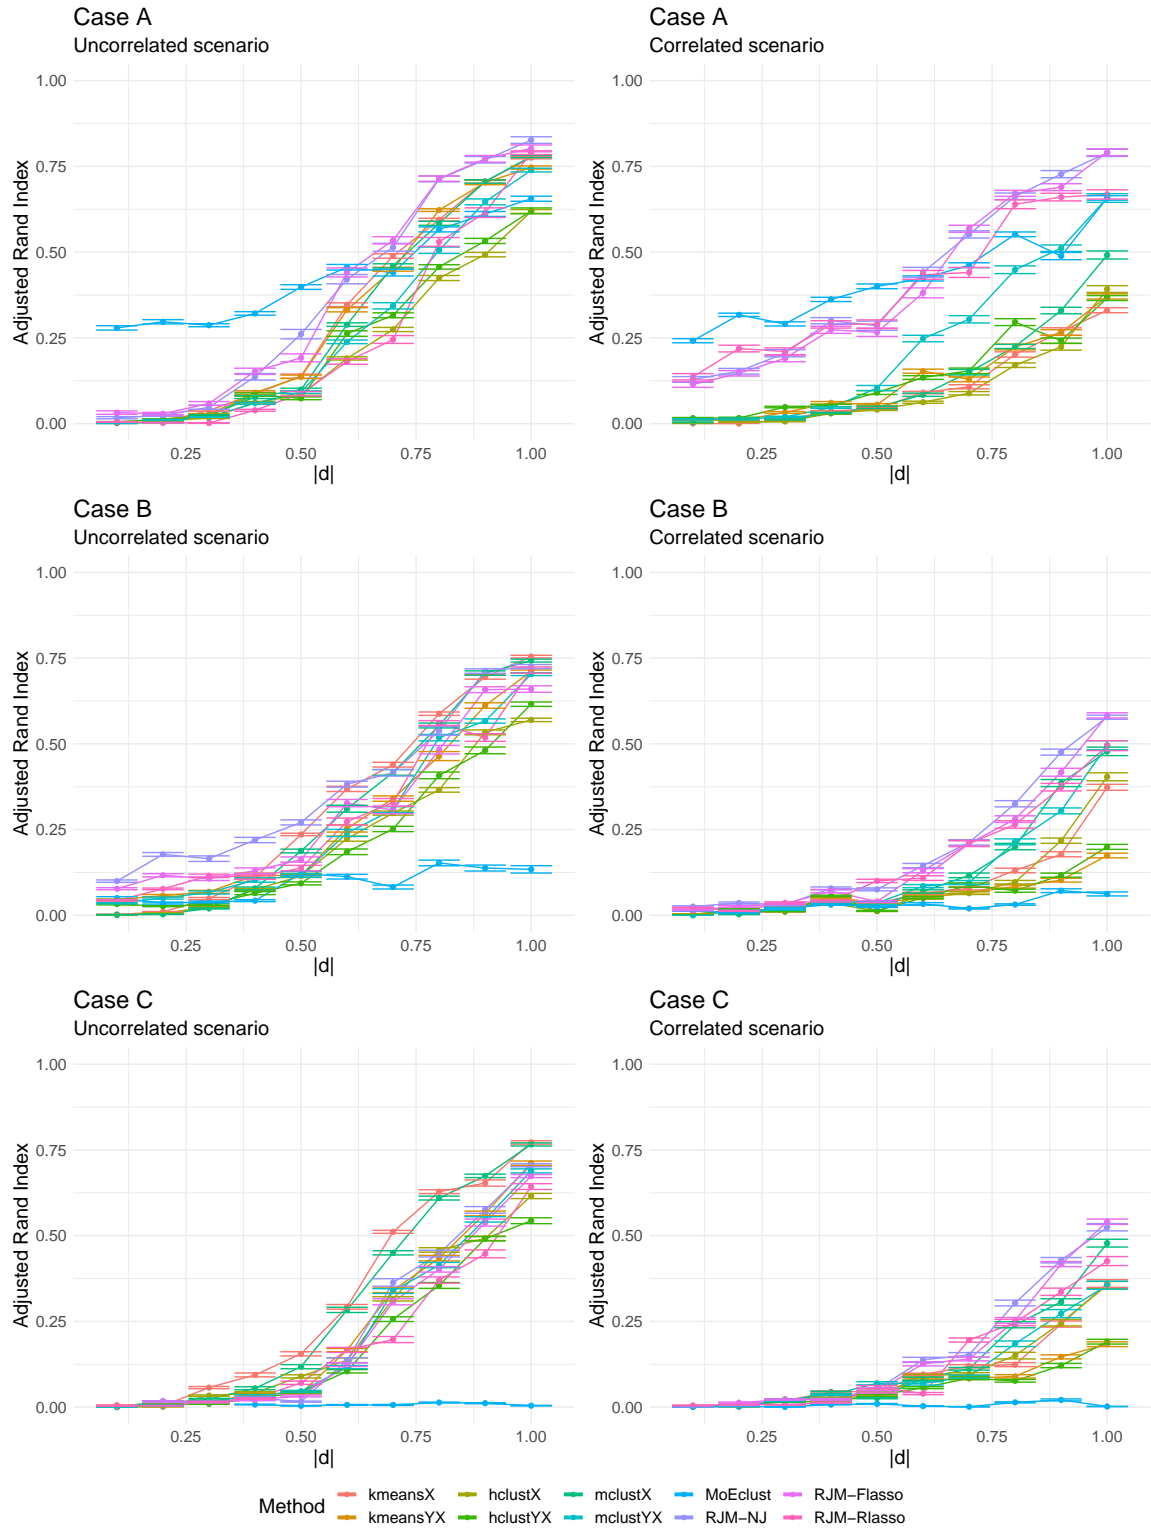 Case A
Uncorrelated scenario
1.00
0.75
0.50
0.25
0.00
Adjusted Rand Index
0.25 0.50 0.75 1.00
|d|
Case A
Correlated scenario
1.00
0.75
0.50
0.25
0.00
Adjusted Rand Index
0.25 0.50 0.75 1.00
|d|
Case B
Uncorrelated scenario
1.00
0.75
0.50
0.25
0.00
Adjusted Rand Index
0.25 0.50 0.75 1.00
|d|
Case B
Correlated scenario
1.00
0.75
0.50
0.25
0.00
Adjusted Rand Index
0.25 0.50 0.75 1.00
|d|
Case C
Uncorrelated scenario
1.00
0.75
0.50
0.25
0.00
Adjusted Rand Index
0.25 0.50 0.75 1.00
|d|
Case C
Correlated scenario
1.00
0.75
0.50
0.25
0.00
Adjusted Rand Index
0.25 0.50 0.75 1.00
|d|
Method
kmeansX hclustX mclustX MoEclust RJM−Flasso
kmeansYX hclustYX mclustYX RJM−NJ RJM−Rlasso